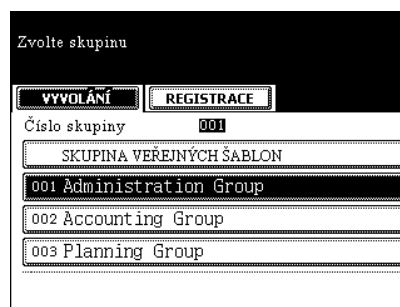 Zvolte skupinu
VYVOLÁNÍ REGISTRACE
Číslo skupiny 001
SKUPINA VEŘEJNÝCH ŠABLON
001 Administration Group
002 Accounting Group
003 Planning Group